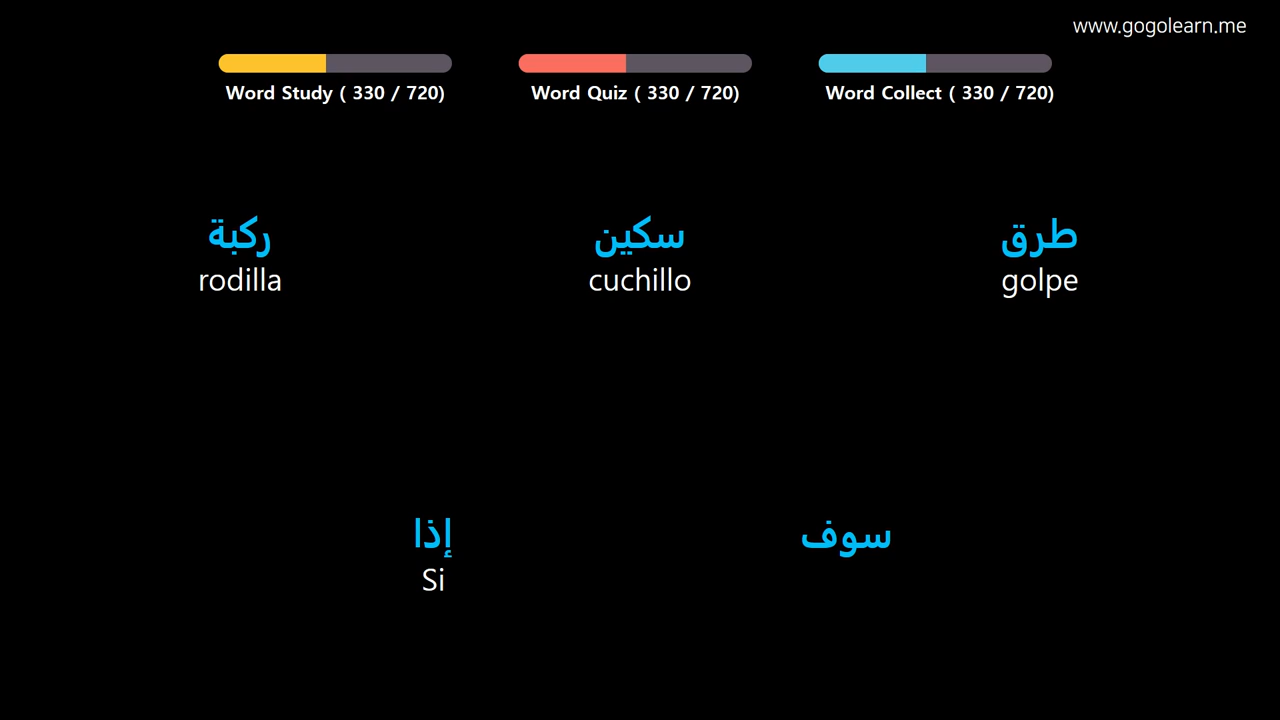 www.gogolearn.me
Word Study ( 330 / 720)
Word Quiz ( 330 / 720)
Word Collect ( 330 / 720)
ركبة
rodilla
سكين
cuchillo
طرق
golpe
إذا
Si
سوف